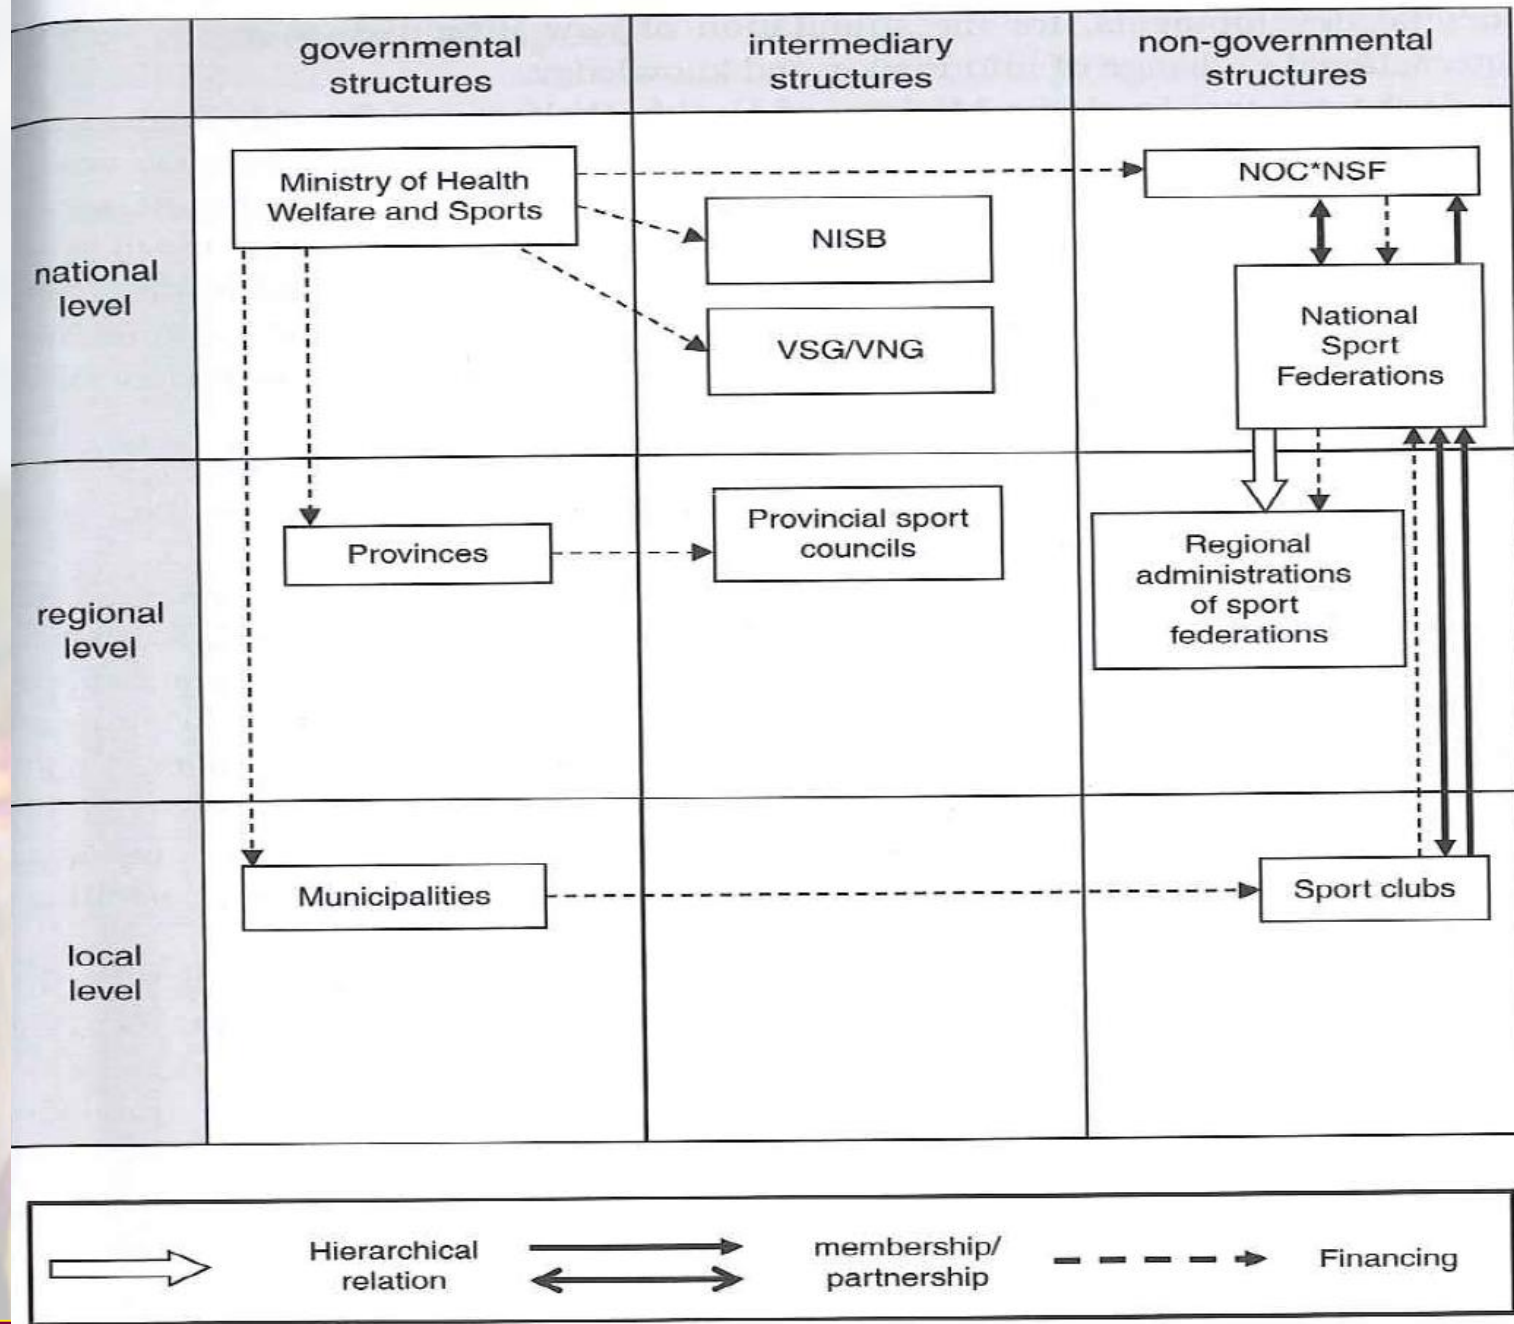 governmental
structures
intermediary
structures
non-governmental
structures
national
level
Ministry of Health
Welfare and Sports
NISB
VSG/VNG
NOC*NSF
National
Sport
Federations
regional
level
Provinces
Provincial sport
councils
Regional
administrations
of sport
federations
local
level
Municipalities
Sport clubs
Hierarchical
relation
membership/
partnership
Financing